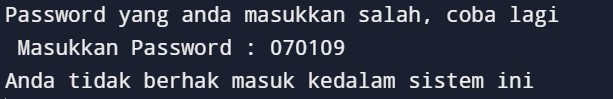 Password yang anda masukkan salah, coba lagi
Masukkan Password : 070109
Anda tidak berhak masuk kedalam sistem ini